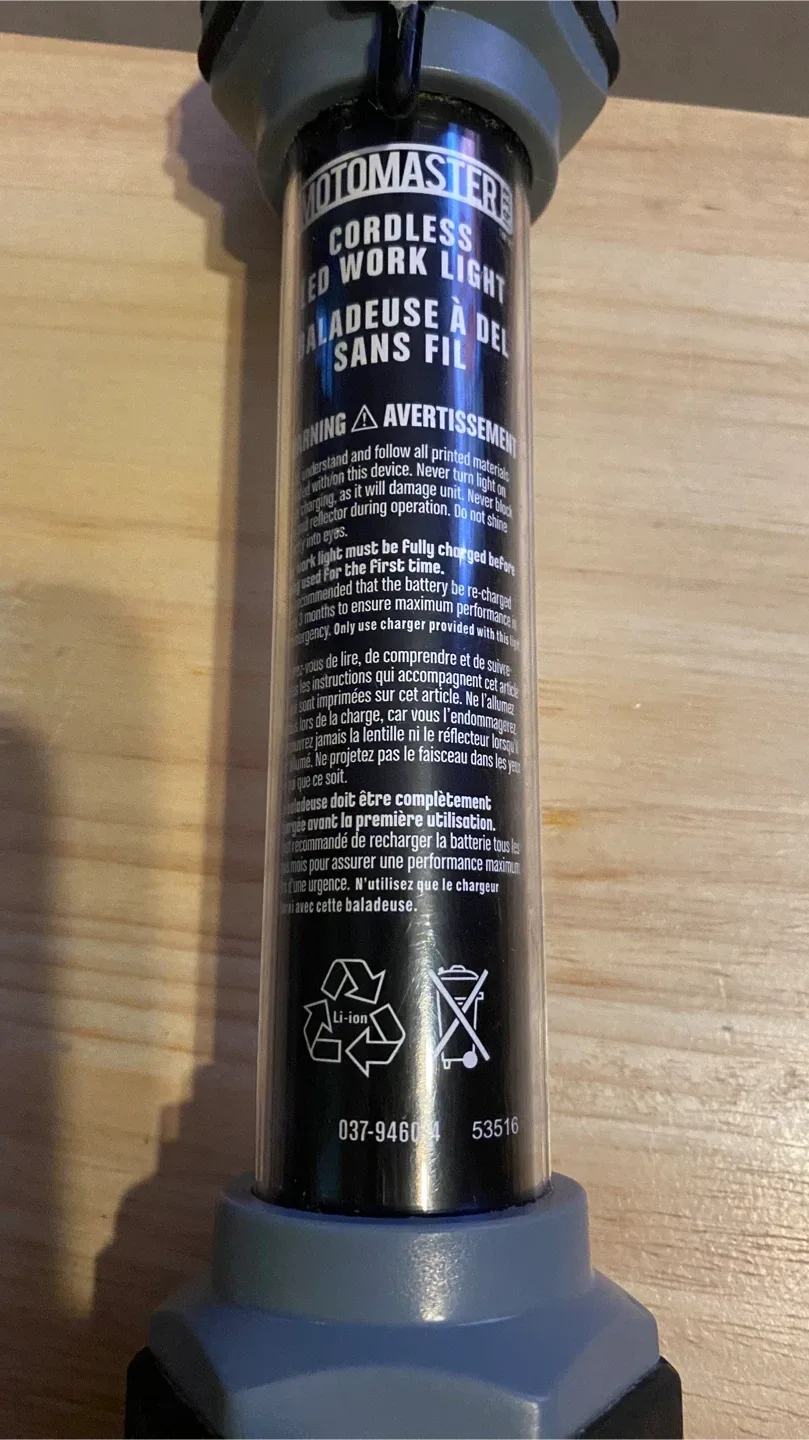 MOTOMASTER
CORDLESS
LED WORK LIGHT
BALADEUSE À DEL
SANS FIL
WARNING AVERTISSEMENT
understand and follow all printed materials
with/on this device. Never turn light on
charging, as it will damage unit. Never block
reflector during operation. Do not shine
into eyes.
work light must be fully charged before
used for the first time.
recommended that the battery be re-charged
3 months to ensure maximum performance
emergency. Only use charger provided with this
de lire, de comprendre et de suivre
les instructions qui accompagnent cet article
sont imprimées sur cet article. Ne l'allumez
lors de la charge, car vous l'endommagerez.
jamais la lentille ni le réflecteur lorsqu'il
allumé. Ne projetez pas le faisceau dans les yeux
que ce soit.
baladeuse doit être complètement
chargée avant la première utilisation.
recommandé de recharger la batterie tous les
mois pour assurer une performance maximum
d'une urgence. N'utilisez que le chargeur
avec cette baladeuse.
Li-ion
53516